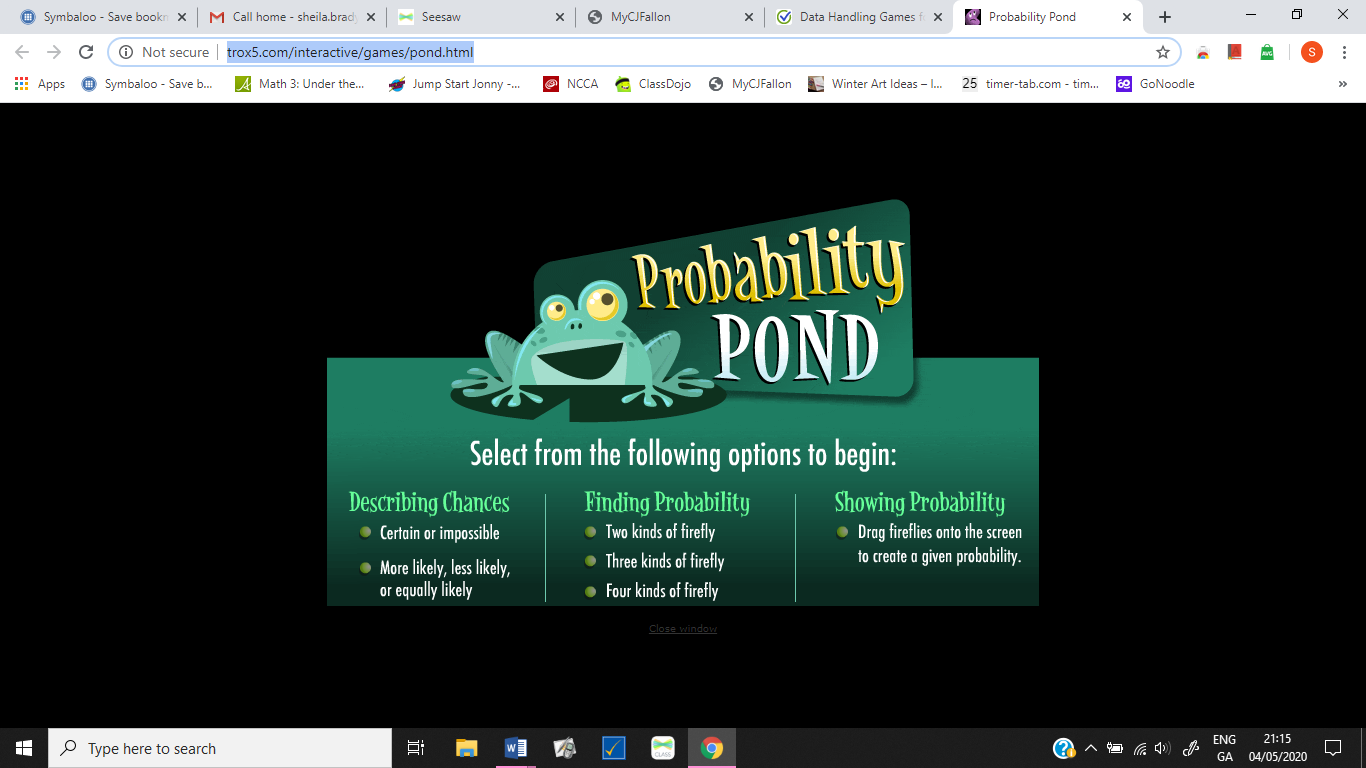 Symbaloo - Save bookm
Call home - sheila.brady
Seesaw
MyCJFallon
Data Handling Games fo
Probability Pond
Not secure
trox5.com/interactive/games/pond.html
S
Apps
Symbaloo - Save b...
Math 3: Under the...
Jump Start Jonny -...
NCCA
ClassDojo
MyCJFallon
Winter Art Ideas – I...
25
timer-tab.com - tim...
GoNoodle
»
Probability
POND
Select from the following options to begin:
Describing Chances
Certain or impossible
More likely, less likely,
or equally likely
Finding Probability
Two kinds of firefly
Three kinds of firefly
Four kinds of firefly
Showing Probability
Drag fireflies onto the screen
to create a given probability.
Close window
Type here to search
CLASS
ENG
GA
21:15
04/05/2020